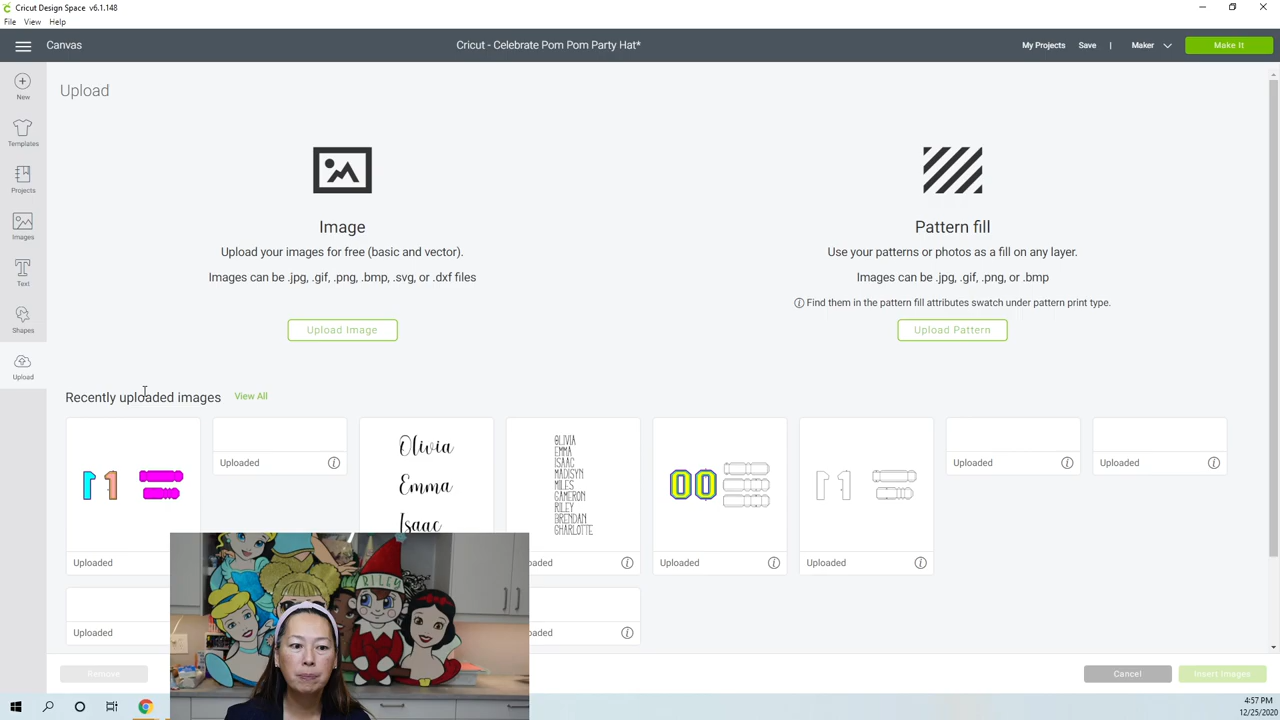 Cricut Design Space v6.1.148
File View Help
Canvas
Cricut - Celebrate Pom Pom Party Hat*
My Projects Save | Maker Make It
New
Templates
Projects
Images
Text
Shapes
Upload
Upload
Image
Upload your images for free (basic and vector).
Images can be .jpg, .gif, .png, .bmp, .svg, or .dxf files
Upload Image
Pattern fill
Use your patterns or photos as a fill on any layer.
Images can be .jpg, .gif, .png, or .bmp
Find them in the pattern fill attributes swatch under pattern print type.
Upload Pattern
Recently uploaded images View All
Uploaded
Uploaded
Olivia
Emma
Isaac
OLIVIA
EMMA
ISAAC
MADISYN
MILES
CAMERON
RILEY
BRENDAN
CHARLOTTE
oaded
00
Uploaded
11
Uploaded
Uploaded
Uploaded
Uploaded
oaded
RILEY
Remove
Cancel
Insert Images
4:57 PM
12/25/2020